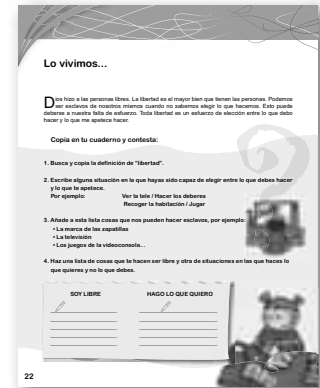 Lo vivimos...
Dios hizo a las personas libres. La libertad es el mayor bien que tienen las personas. Podemos
ser esclavos de nosotros mismos cuando no sabemos elegir lo que hacemos. Esto puede
deberse a nuestra falta de esfuerzo. Toda libertad es un esfuerzo de elección entre lo que debo
hacer y lo que me apetece hacer.
Copia en tu cuaderno y contesta:
1. Busca y copia la definición de "libertad".
2. Escribe alguna situación en la que hayas sido capaz de elegir entre lo que debes hacer
y lo que te apetece.
Por ejemplo: Ver la tele / Hacer los deberes
Recoger la habitación / Jugar
3. Añade a esta lista cosas que nos pueden hacer esclavos, por ejemplo:
• La marca de las zapatillas
• La televisión
• Los juegos de la videoconsola...
4. Haz una lista de cosas que te hacen ser libre y otra de situaciones en las que haces lo
que quieres y no lo que debes.
SOY LIBRE HAGO LO QUE QUIERO
22